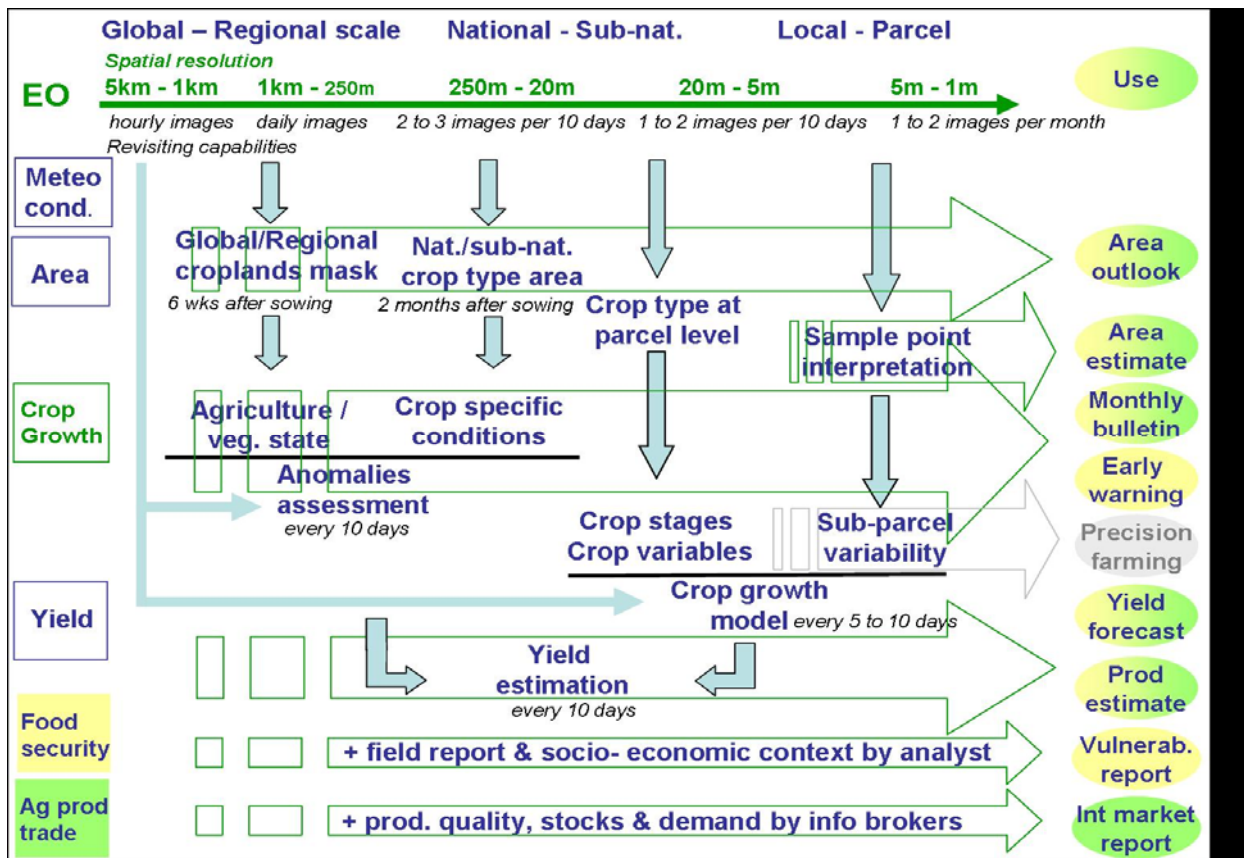 Global – Regional scale
National - Sub-nat.
Local - Parcel
Spatial resolution
Use
EO
5km - 1km
1km - 250m
250m - 20m
20m - 5m
5m - 1m
hourly images
daily images
2 to 3 images per 10 days
1 to 2 images per 10 days
1 to 2 images per month
Revisiting capabilities
Meteo
cond.
Area
Global/Regional
croplands mask
6 wks after sowing
Nat./sub-nat.
crop type area
2 months after sowing
Crop type at
parcel level
Sample point
interpretation
Area
outlook
Area
estimate
Crop
Growth
Agriculture /
veg. state
Crop specific
conditions
Anomalies
assessment
every 10 days
Crop stages
Crop variables
Sub-parcel
variability
Monthly
bulletin
Early
warning
Precision
farming
Yield
Crop growth
model every 5 to 10 days
Yield
estimation
every 10 days
Yield
forecast
Prod
estimate
Food
security
+ field report & socio- economic context by analyst
Vulnerab.
report
Ag prod
trade
+ prod. quality, stocks & demand by info brokers
Int market
report